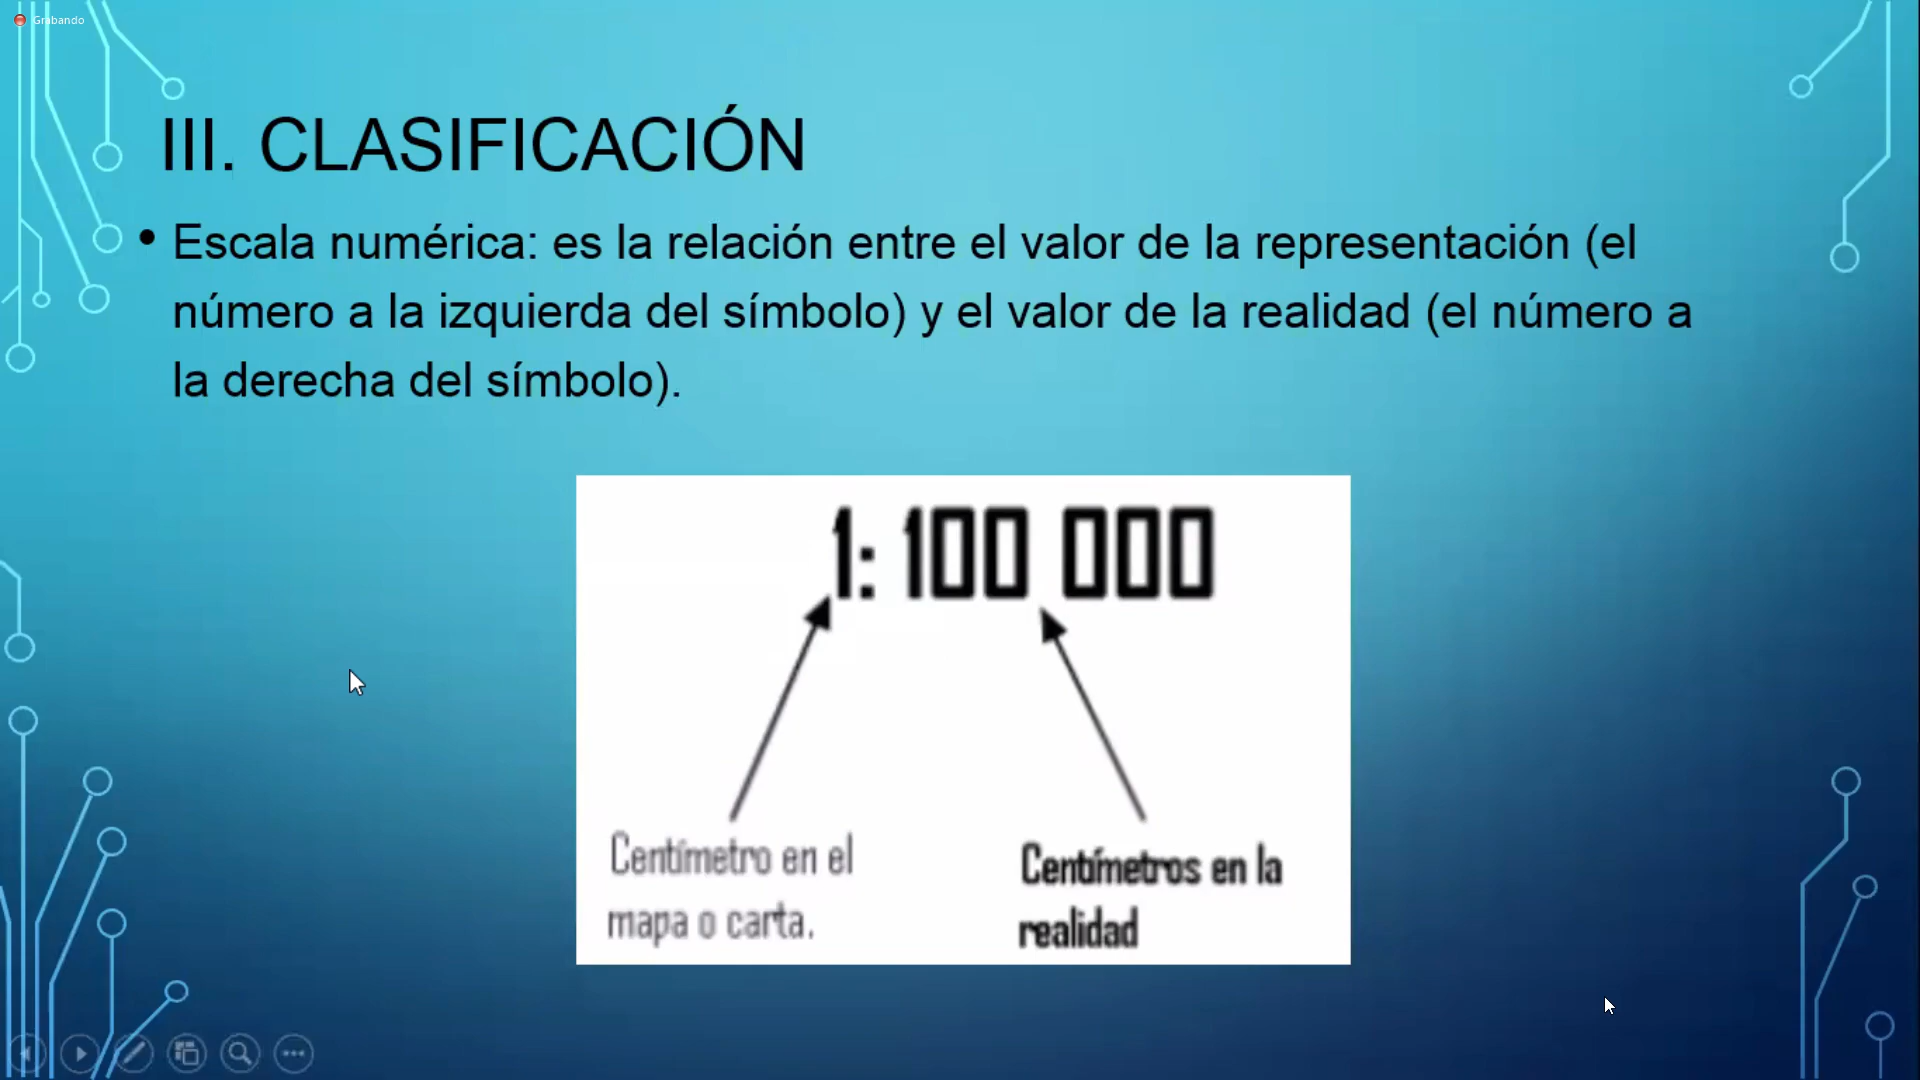 Grabando
III. CLASIFICACIÓN
• Escala numérica: es la relación entre el valor de la representación (el
número a la izquierda del símbolo) y el valor de la realidad (el número a
la derecha del símbolo).
1: 100 000
Centímetro en el
mapa o carta.
Centímetros en la
realidad